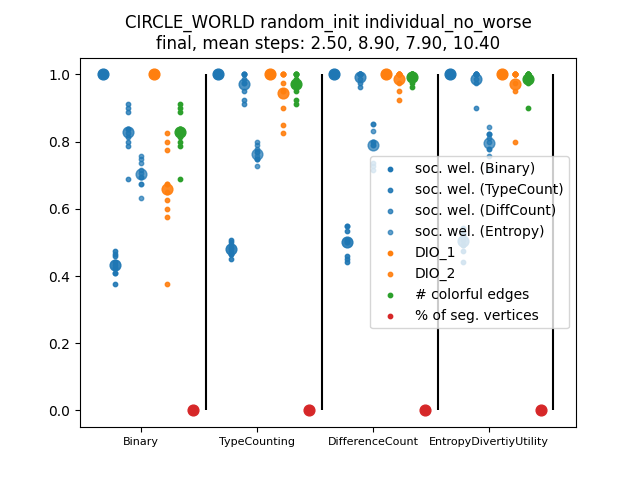 CIRCLE_WORLD random_init individual_no_worse
final, mean steps: 2.50, 8.90, 7.90, 10.40
1.0
0.8
0.6
0.4
0.2
0.0
soc. wel. (Binary)
soc. wel. (TypeCount)
soc. wel. (DiffCount)
soc. wel. (Entropy)
DIO_1
DIO_2
# colorful edges
% of seg. vertices
Binary
TypeCounting
DifferenceCount
EntropyDivertiyUtility